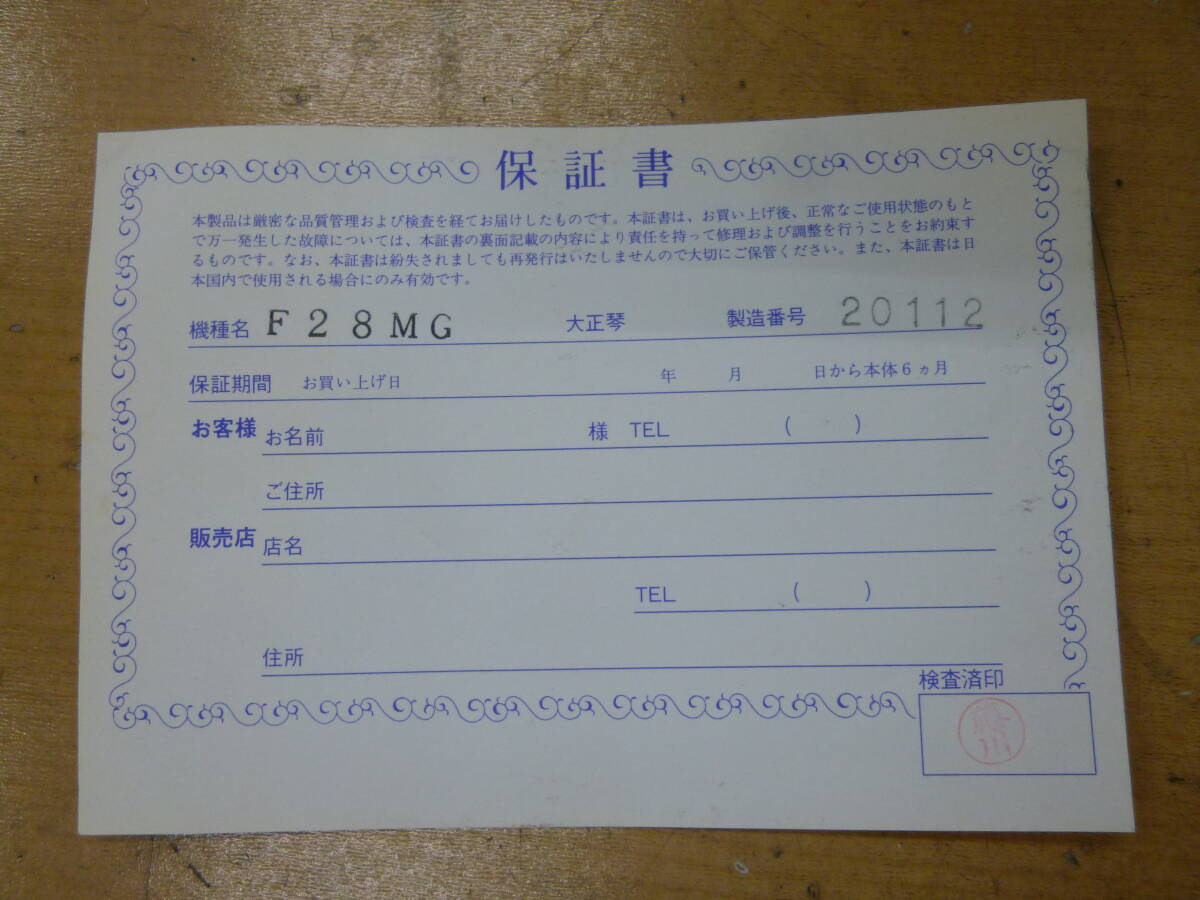 保証書
本製品は厳密な品質管理および検査を経てお届けしたものです。本証書は、お買い上げ後、正常なご使用状態のもと
で万一発生した故障については、本証書の裏面記載の内容により責任を持って修理および調整を行うことをお約束す
るものです。なお、本証書は紛失されましても再発行はいたしませんので大切にご保管ください。また、本証書は日
本国内で使用される場合にのみ有効です。
機種名 F28MG 大正琴 製造番号 20112
保証期間 お買い上げ日 年 月 日から本体6ヵ月
お客様 お名前 様 TEL ( )
ご住所
販売店 店名
TEL ( )
住所
検査済印
川